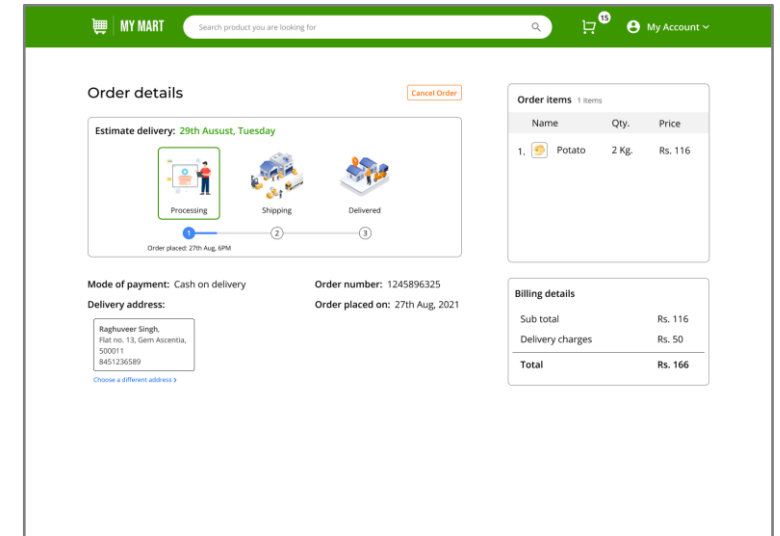 MY MART
Search product you are looking for
15
My Account
Order details
Cancel Order
Estimate delivery: 29th Ausust, Tuesday
Processing
Shipping
Delivered
1
2
3
Order placed: 27th Aug, 6PM
Mode of payment: Cash on delivery
Order number: 1245896325
Delivery address:
Order placed on: 27th Aug, 2021
Raghuveer Singh,
Flat no. 13, Gem Ascentia,
500011
8451236589
Choose a different address
Order items 1 Items
Name Qty. Price
1. Potato 2 Kg. Rs. 116
Billing details
Sub total Rs. 116
Delivery charges Rs. 50
Total Rs. 166